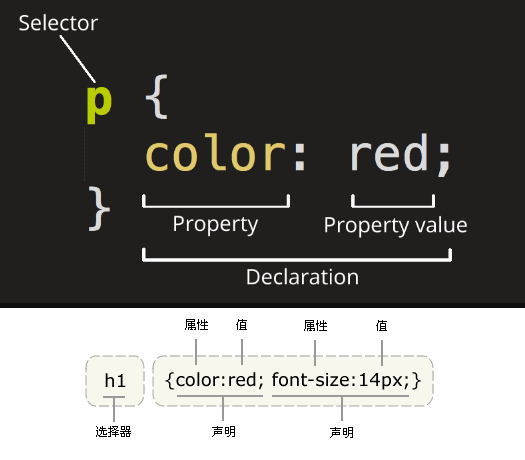 Selector
p {
color: red;
}
Property Property value
Declaration
属性 值 属性 值
h1 {color:red; font-size:14px;}
选择器 声明 声明